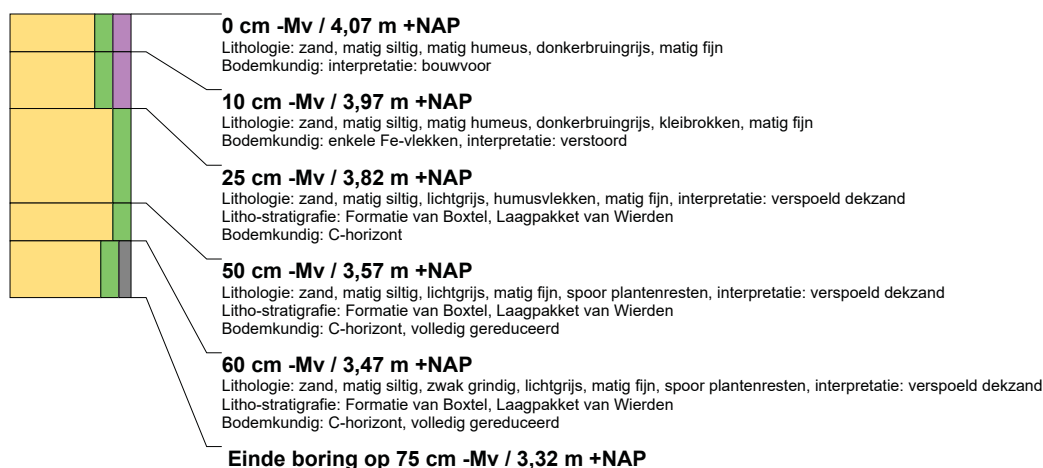 0 cm -Mv / 4,07 m +NAP
Lithologie: zand, matig siltig, matig humeus, donkerbruingrijs, matig fijn
Bodemkundig: interpretatie: bouwvoor
10 cm -Mv / 3,97 m +NAP
Lithologie: zand, matig siltig, matig humeus, donkerbruingrijs, kleibrokken, matig fijn
Bodemkundig: enkele Fe-vlekken, interpretatie: verstoord
25 cm -Mv / 3,82 m +NAP
Lithologie: zand, matig siltig, lichtgrijs, humusvlekken, matig fijn, interpretatie: verspoeld dekzand
Litho-stratigrafie: Formatie van Boxtel, Laagpakket van Wierden
Bodemkundig: C-horizont
50 cm -Mv / 3,57 m +NAP
Lithologie: zand, matig siltig, lichtgrijs, matig fijn, spoor plantenresten, interpretatie: verspoeld dekzand
Litho-stratigrafie: Formatie van Boxtel, Laagpakket van Wierden
Bodemkundig: C-horizont, volledig gereduceerd
60 cm -Mv / 3,47 m +NAP
Lithologie: zand, matig siltig, zwak grindig, lichtgrijs, matig fijn, spoor plantenresten, interpretatie: verspoeld dekzand
Litho-stratigrafie: Formatie van Boxtel, Laagpakket van Wierden
Bodemkundig: C-horizont, volledig gereduceerd
Einde boring op 75 cm -Mv / 3,32 m +NAP